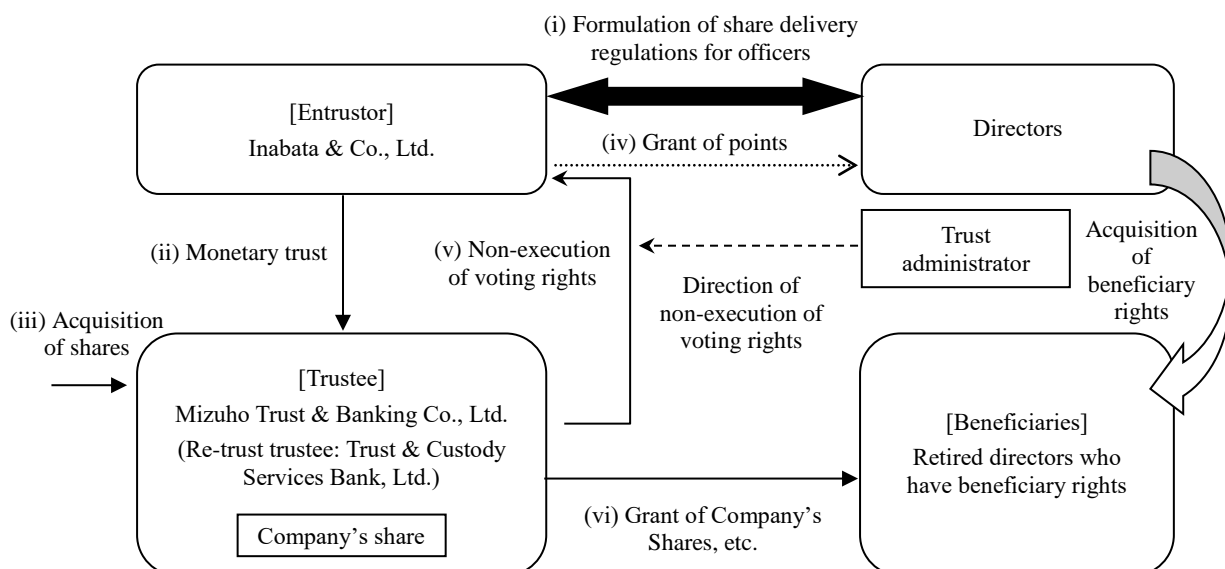 (i) Formulation of share delivery
regulations for officers
[Entrustor]
Inabata & Co., Ltd.
Directors
(iv) Grant of points
(ii) Monetary trust
(v) Non-execution
of voting rights
Trust
administrator
Acquisition
of
beneficiary
rights
Direction of
non-execution of
voting rights
(iii) Acquisition
of shares
[Trustee]
Mizuho Trust & Banking Co., Ltd.
(Re-trust trustee: Trust & Custody
Services Bank, Ltd.)
Company’s share
[Beneficiaries]
Retired directors who
have beneficiary rights
(vi) Grant of Company’s
Shares, etc.